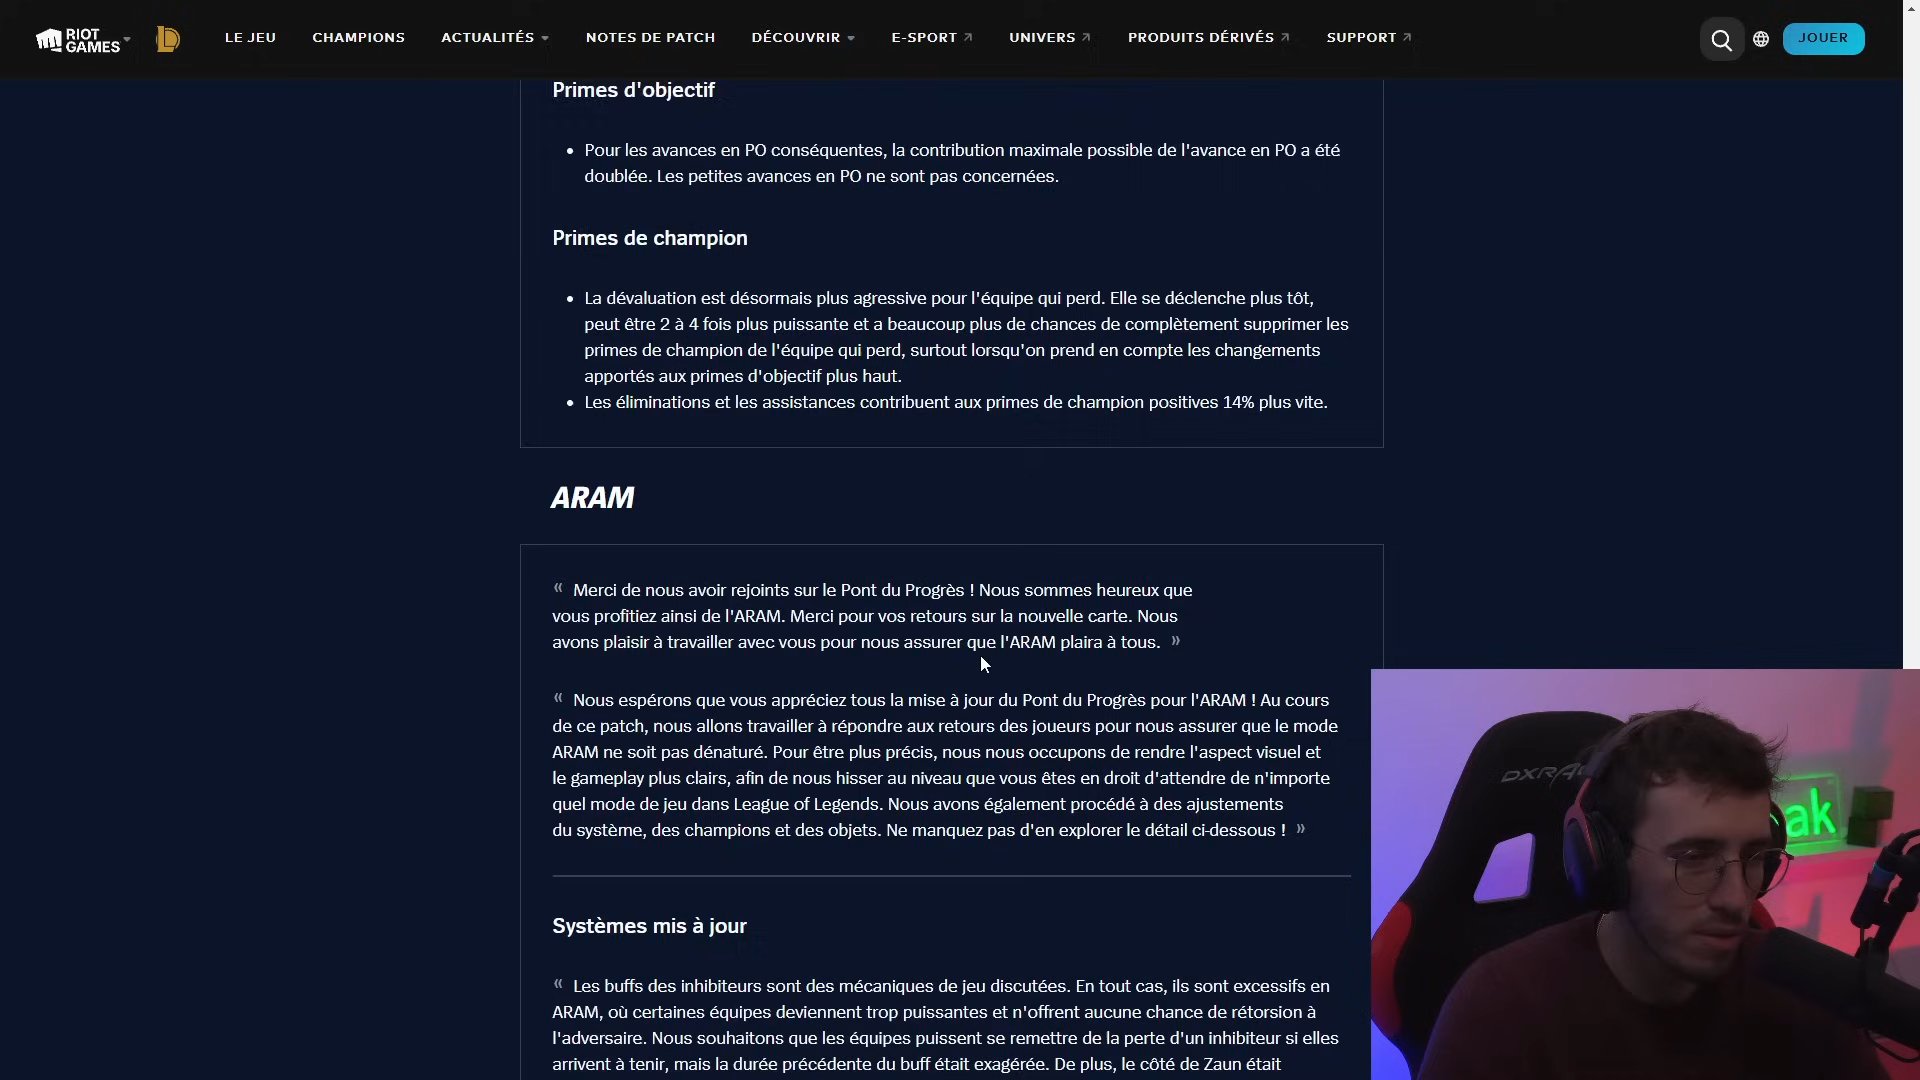 RIOT GAMES
LE JEU
CHAMPIONS
ACTUALITÉS
NOTES DE PATCH
DÉCOUVRIR
E-SPORT
UNIVERS
PRODUITS DÉRIVÉS
SUPPORT
JOUER
Primes d'objectif
• Pour les avances en PO conséquentes, la contribution maximale possible de l'avance en PO a été
doublée. Les petites avances en PO ne sont pas concernées.
Primes de champion
• La dévaluation est désormais plus agressive pour l'équipe qui perd. Elle se déclenche plus tôt,
peut être 2 à 4 fois plus puissante et a beaucoup plus de chances de complètement supprimer les
primes de champion de l'équipe qui perd, surtout lorsqu'on prend en compte les changements
apportés aux primes d'objectif plus haut.
• Les éliminations et les assistances contribuent aux primes de champion positives 14% plus vite.
ARAM
« Merci de nous avoir rejoints sur le Pont du Progrès ! Nous sommes heureux que
vous profitiez ainsi de l'ARAM. Merci pour vos retours sur la nouvelle carte. Nous
avons plaisir à travailler avec vous pour nous assurer que l'ARAM plaira à tous. »
« Nous espérons que vous appréciez tous la mise à jour du Pont du Progrès pour l'ARAM ! Au cours
de ce patch, nous allons travailler à répondre aux retours des joueurs pour nous assurer que le mode
ARAM ne soit pas dénaturé. Pour être plus précis, nous nous occupons de rendre l'aspect visuel et
le gameplay plus clairs, afin de nous hisser au niveau que vous êtes en droit d'attendre de n'importe
quel mode de jeu dans League of Legends. Nous avons également procédé à des ajustements
du système, des champions et des objets. Ne manquez pas d'en explorer le détail ci-dessous ! »
Systèmes mis à jour
« Les buffs des inhibiteurs sont des mécaniques de jeu discutées. En tout cas, ils sont excessifs en
ARAM, où certaines équipes deviennent trop puissantes et n'offrent aucune chance de rétorsion à
l'adversaire. Nous souhaitons que les équipes puissent se remettre de la perte d'un inhibiteur si elles
arrivent à tenir, mais la durée précédente du buff était exagérée. De plus, le côté de Zaun était